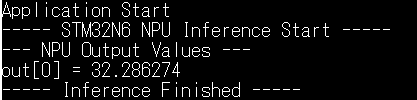 Application Start
----- STM32N6 NPU Inference Start -----
--- NPU Output Values ---
out[0] = 32.286274
----- Inference Finished -----